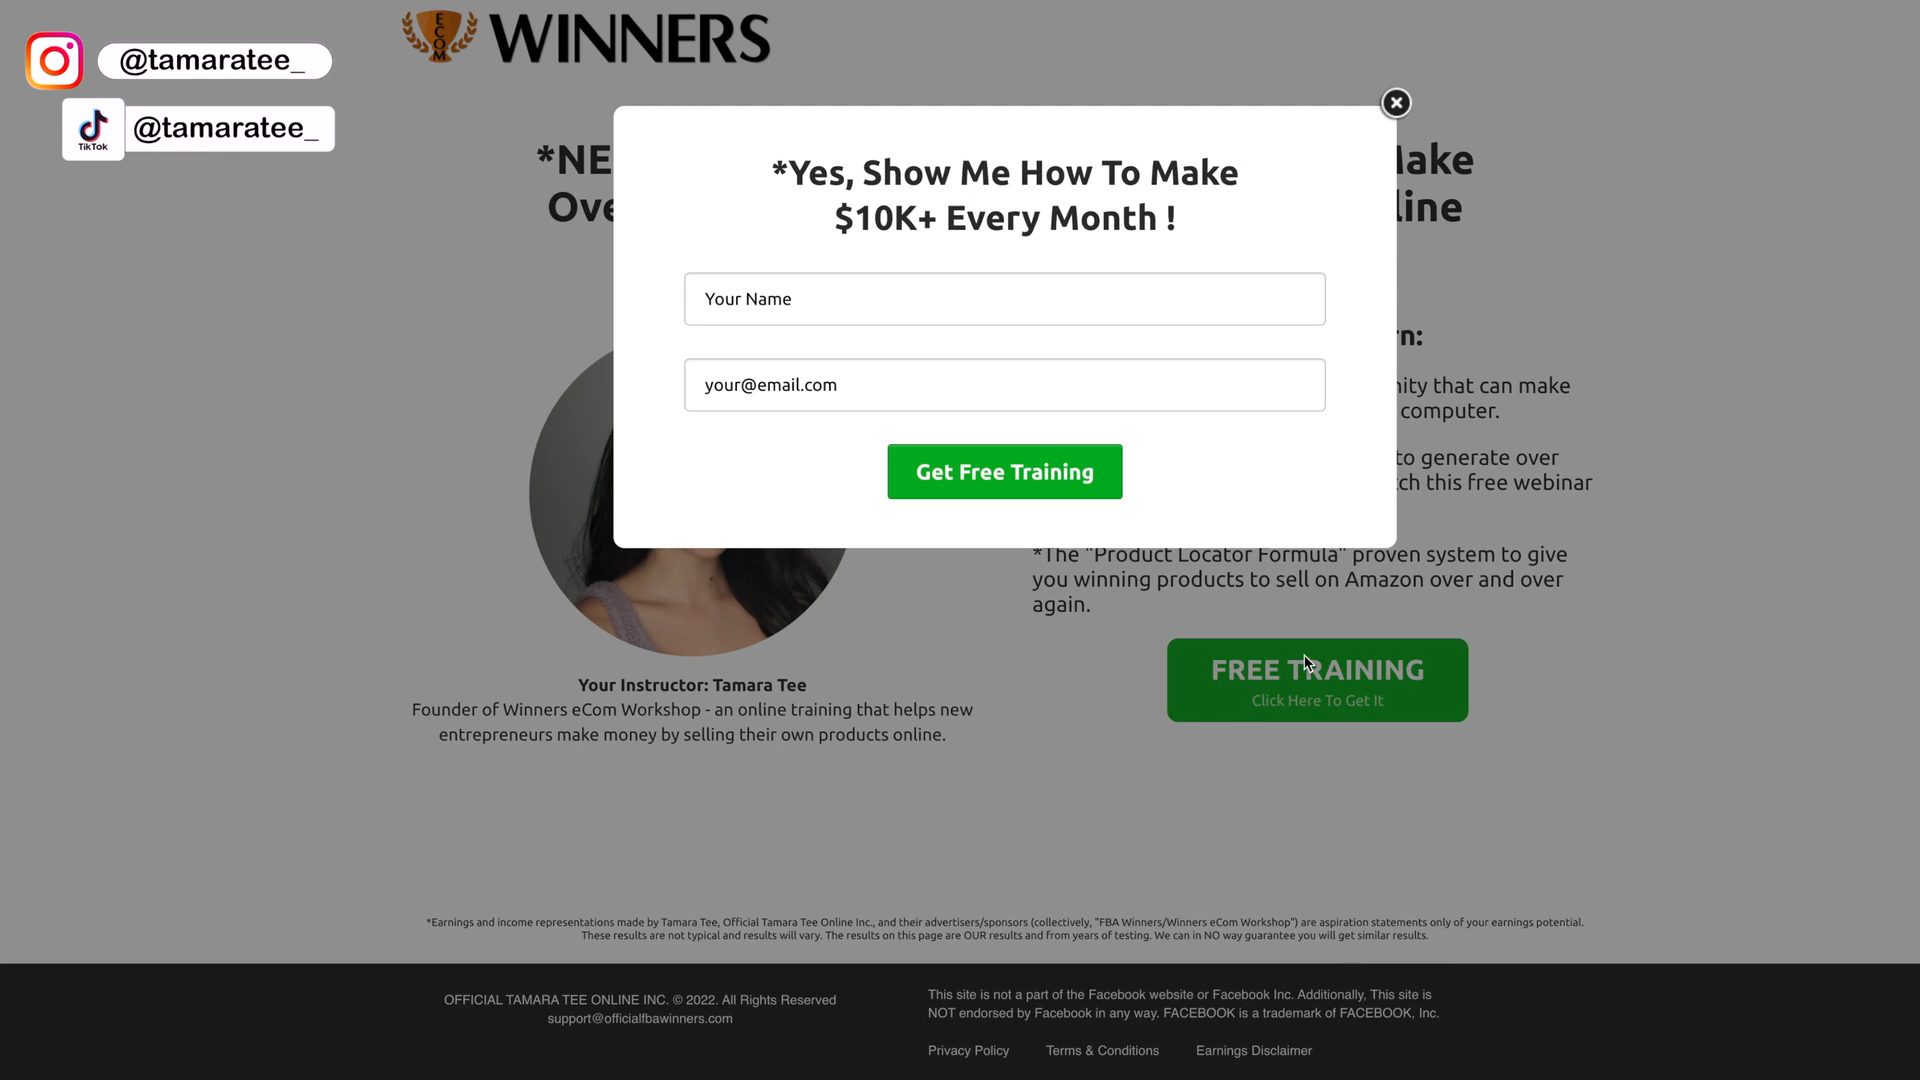 @tamaratee_
TikTok
@tamaratee_
ECOM
WINNERS
*NE
Ove
ake
line
*Yes, Show Me How To Make
$10K+ Every Month !
Your Name
your@email.com
Get Free Training
n:
nity that can make
computer.
to generate over
ch this free webinar
*The "Product Locator Formula" proven system to give
you winning products to sell on Amazon over and over
again.
FREE TRAINING
Click Here To Get It
Your Instructor: Tamara Tee
Founder of Winners eCom Workshop - an online training that helps new
entrepreneurs make money by selling their own products online.
*Earnings and income representations made by Tamara Tee, Official Tamara Tee Online Inc., and their advertisers/sponsors (collectively, "FBA Winners/Winners eCom Workshop") are aspiration statements only of your earnings potential.
These results are not typical and results will vary. The results on this page are OUR results and from years of testing. We can in NO way guarantee you will get similar results.
OFFICIAL TAMARA TEE ONLINE INC. © 2022. All Rights Reserved
support@officialfbawinners.com
This site is not a part of the Facebook website or Facebook Inc. Additionally, This site is
NOT endorsed by Facebook in any way. FACEBOOK is a trademark of FACEBOOK, Inc.
Privacy Policy
Terms & Conditions
Earnings Disclaimer